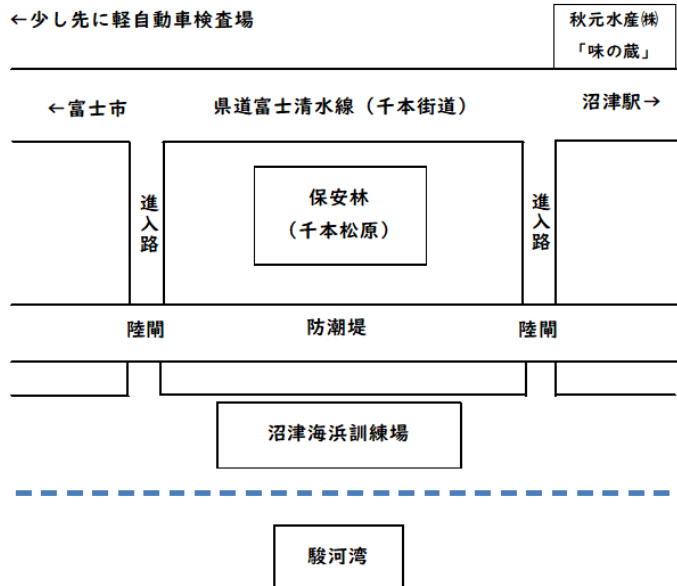 ←少し先に軽自動車検査場
秋元水産㈱
「味の蔵」
←富士市
県道富士清水線（千本街道）
沼津駅→
進入路
保安林
（千本松原）
進入路
陸閘
防潮堤
陸閘
沼津海浜訓練場
駿河湾